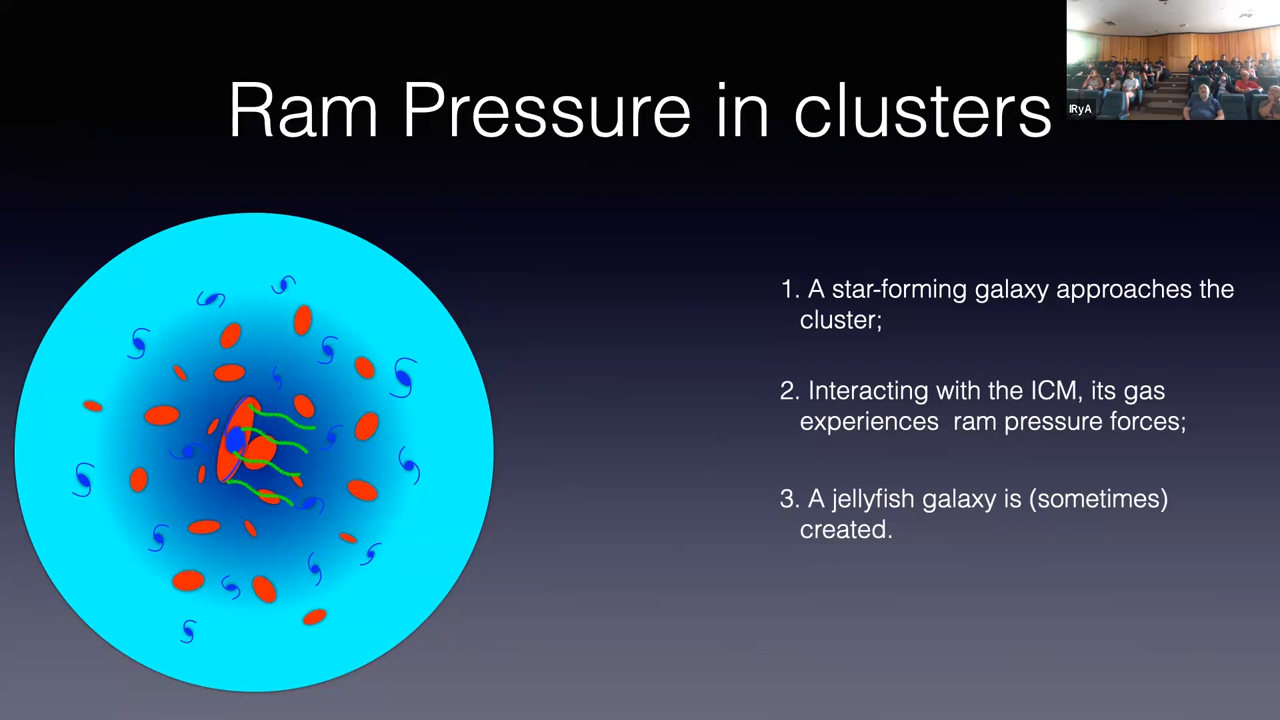 Ram Pressure in clusters
IRyA
1. A star-forming galaxy approaches the
cluster;
2. Interacting with the ICM, its gas
experiences  ram pressure forces;
3. A jellyfish galaxy is (sometimes)
created.